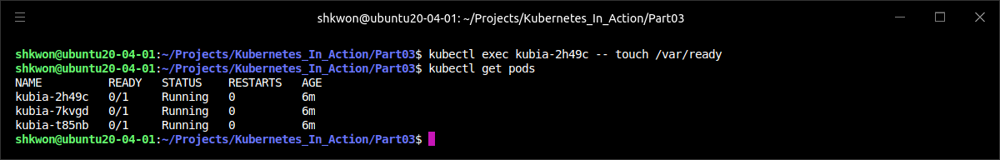 shkwon@ubuntu20-04-01: ~/Projects/Kubernetes_In_Action/Part03
shkwon@ubuntu20-04-01:~/Projects/Kubernetes_In_Action/Part03$ kubectl exec kubia-2h49c -- touch /var/ready
shkwon@ubuntu20-04-01:~/Projects/Kubernetes_In_Action/Part03$ kubectl get pods
NAME          READY   STATUS    RESTARTS   AGE
kubia-2h49c   0/1     Running   0          6m
kubia-7kvgd   0/1     Running   0          6m
kubia-t85nb   0/1     Running   0          6m
shkwon@ubuntu20-04-01:~/Projects/Kubernetes_In_Action/Part03$